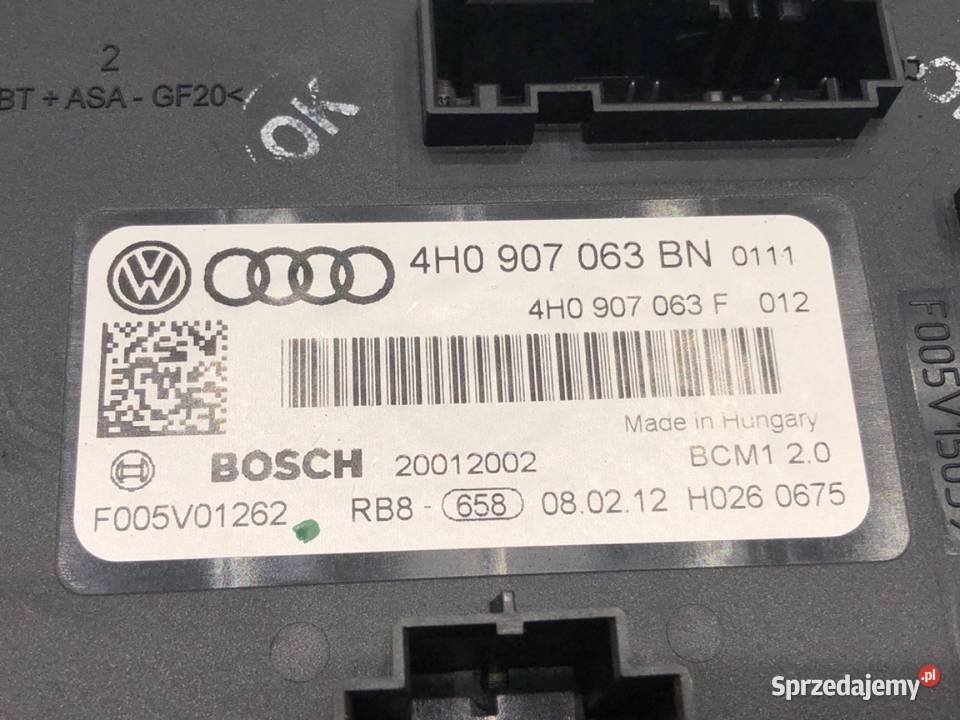 2
BT + ASA - GF20<
OK
4H0 907 063 BN 0111
4H0 907 063 F 012
Made in Hungary
BOSCH 20012002 BCM1 2.0
F005V01262 RB8 - 658 08.02.12 H026 0675
Sprzedajemy.pl